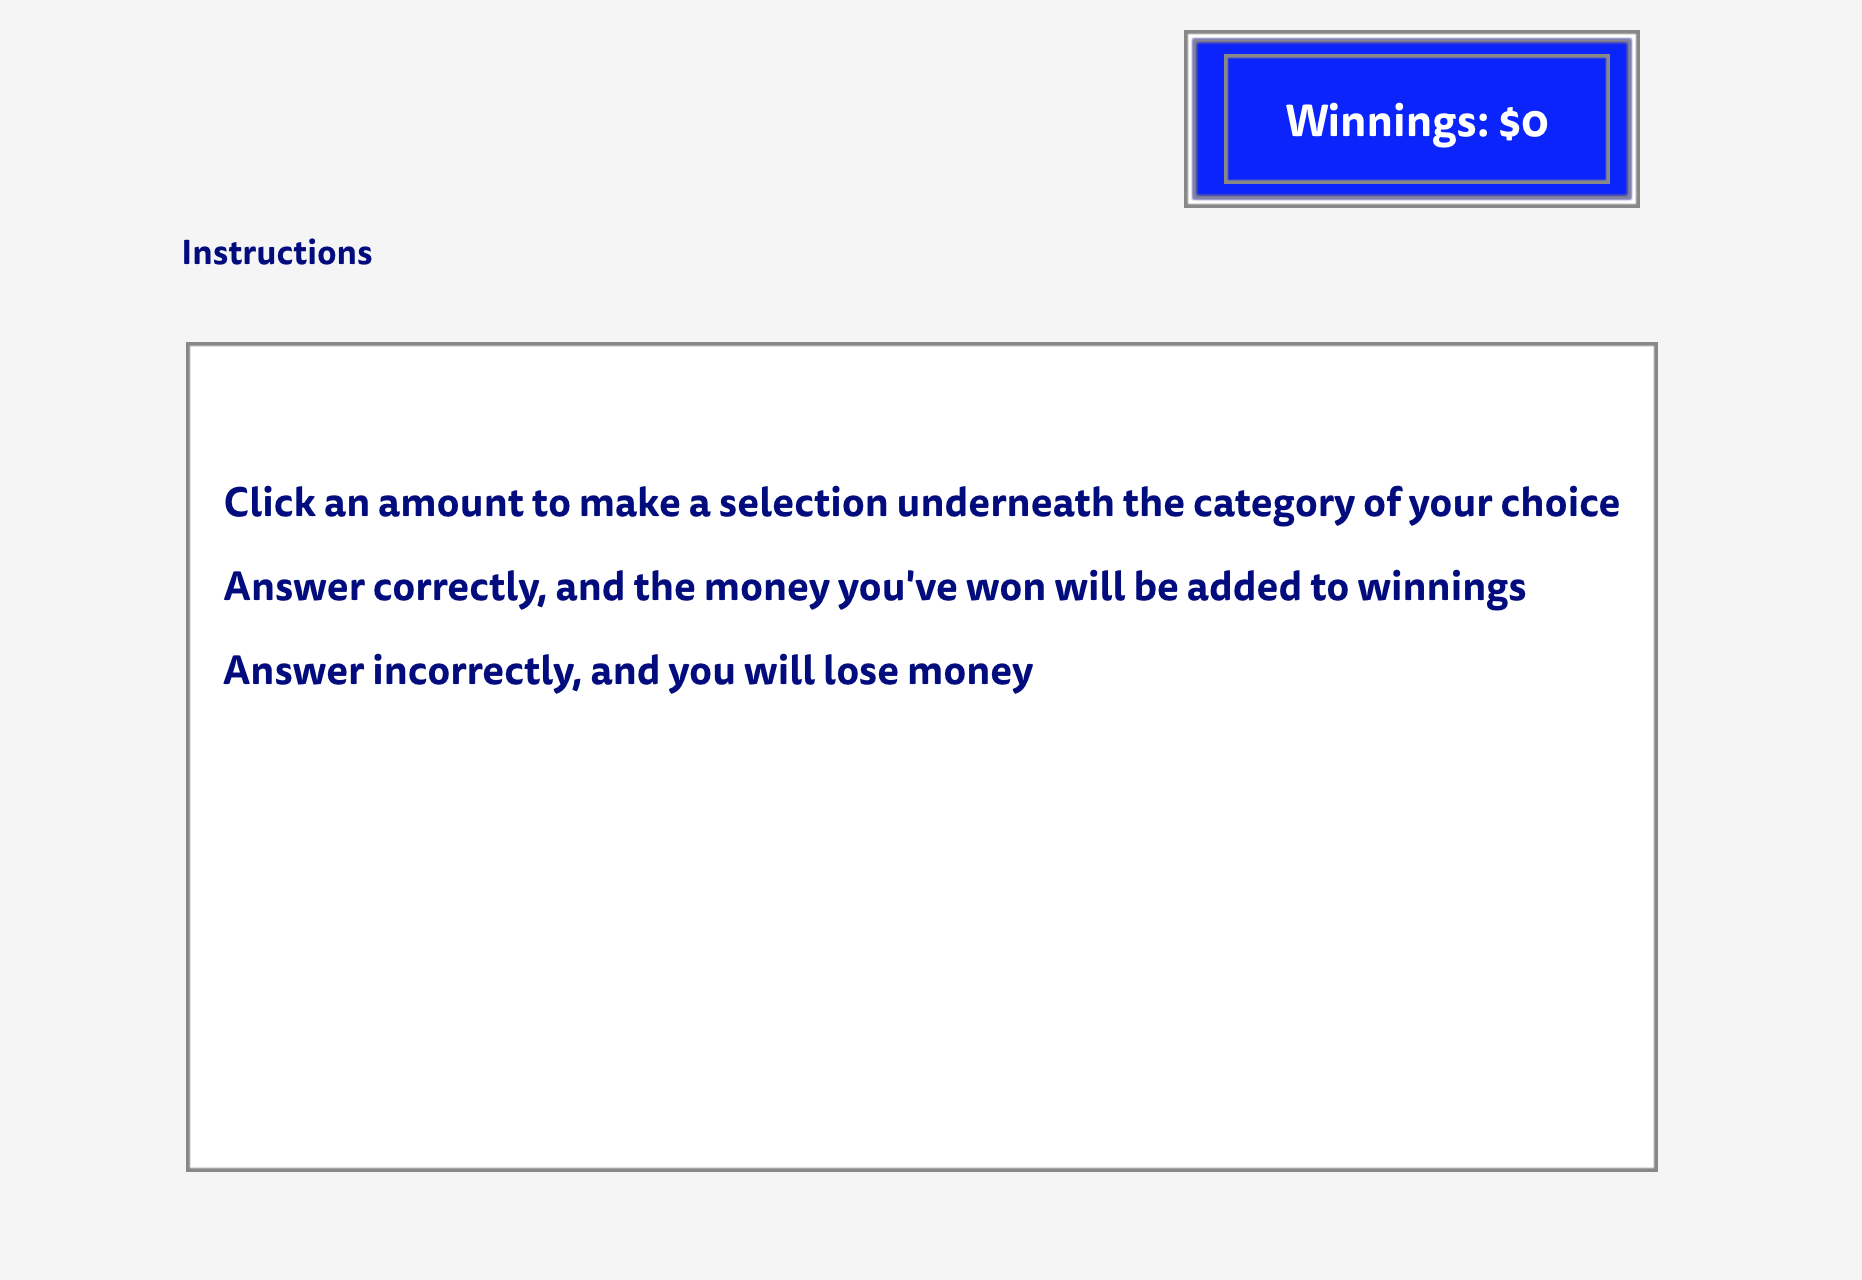 Winnings: $0
Instructions
Click an amount to make a selection underneath the category of your choice
Answer correctly, and the money you've won will be added to winnings
Answer incorrectly, and you will lose money